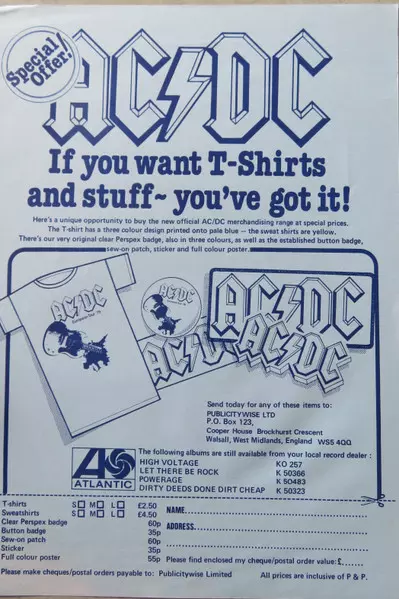 Special
Offer!
AC/DC
If you want T-Shirts
and stuff~ you've got it!
Here's a unique opportunity to buy the new official AC/DC merchandising range at special prices.
The T-shirt has a three colour design printed onto pale blue — the sweat shirts are yellow.
There's our very original clear Perspex badge, also in three colours, as well as the established button badge,
sew-on patch, sticker and full colour poster.
AC/DC
AC/DC
AC/DC
AC/DC
AC/DC
Send today for any of these items to:
PUBLICITYWISE LTD
P.O. Box 123,
Cooper House Brockhurst Crescent
Walsall, West Midlands, England WS5 4QG
ATLANTIC
The following albums are still available from your local record dealer :
HIGH VOLTAGE KO 257
LET THERE BE ROCK K 50366
POWERAGE K 50483
DIRTY DEEDS DONE DIRT CHEAP K 50323
T-shirts S M L £2.50
Sweatshirts S M L £4.50
Clear Perspex badge 60p
Button badge 35p
Sew-on patch 60p
Sticker 35p
Full colour poster 55p
NAME
ADDRESS
Please find enclosed my cheque/postal order value: £
Please make cheques/postal orders payable to: Publicitywise Limited
All prices are inclusive of P & P.